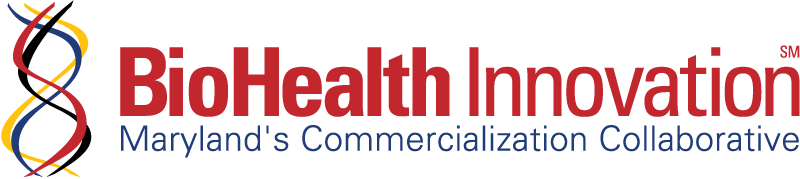 BioHealth Innovation SM
Maryland's Commercialization Collaborative